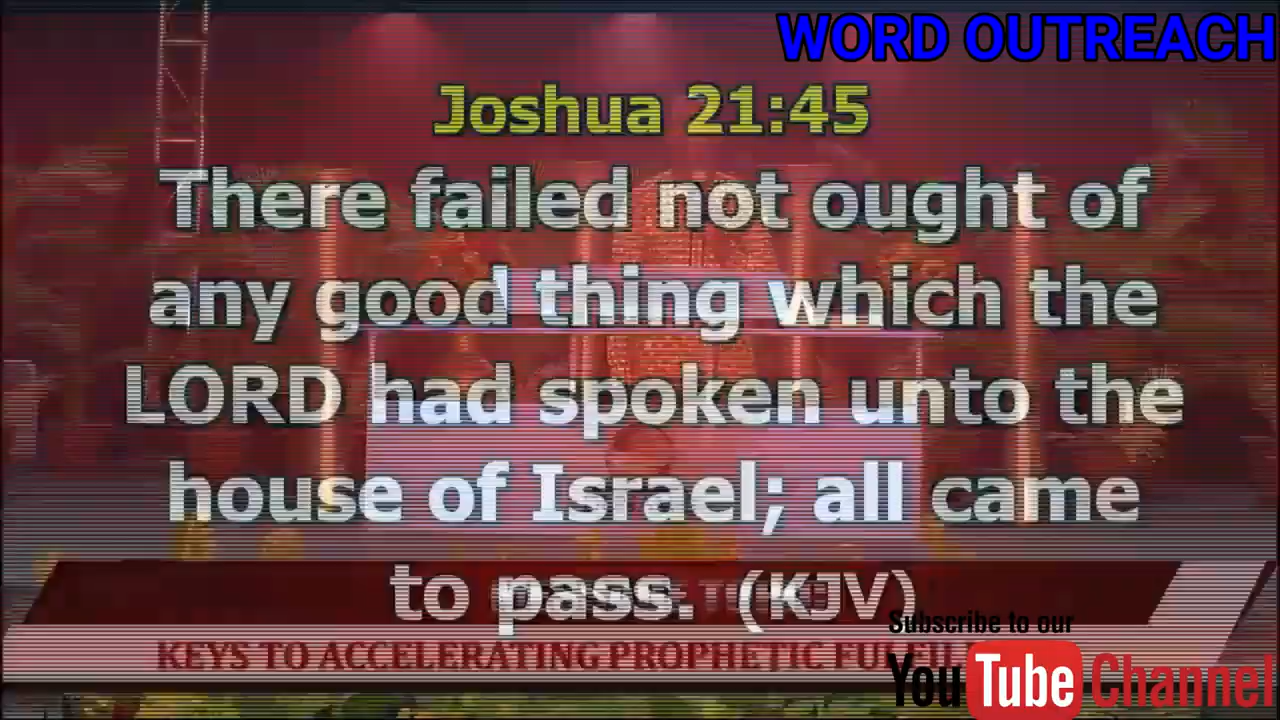 WORD OUTREACH
Joshua 21:45
There failed not ought of
any good thing which the
LORD had spoken unto the
house of Israel; all came
to pass. (KJV)
Subscribe to our
KEYS TO ACCELERATING PROPHETIC
YouTube Channel